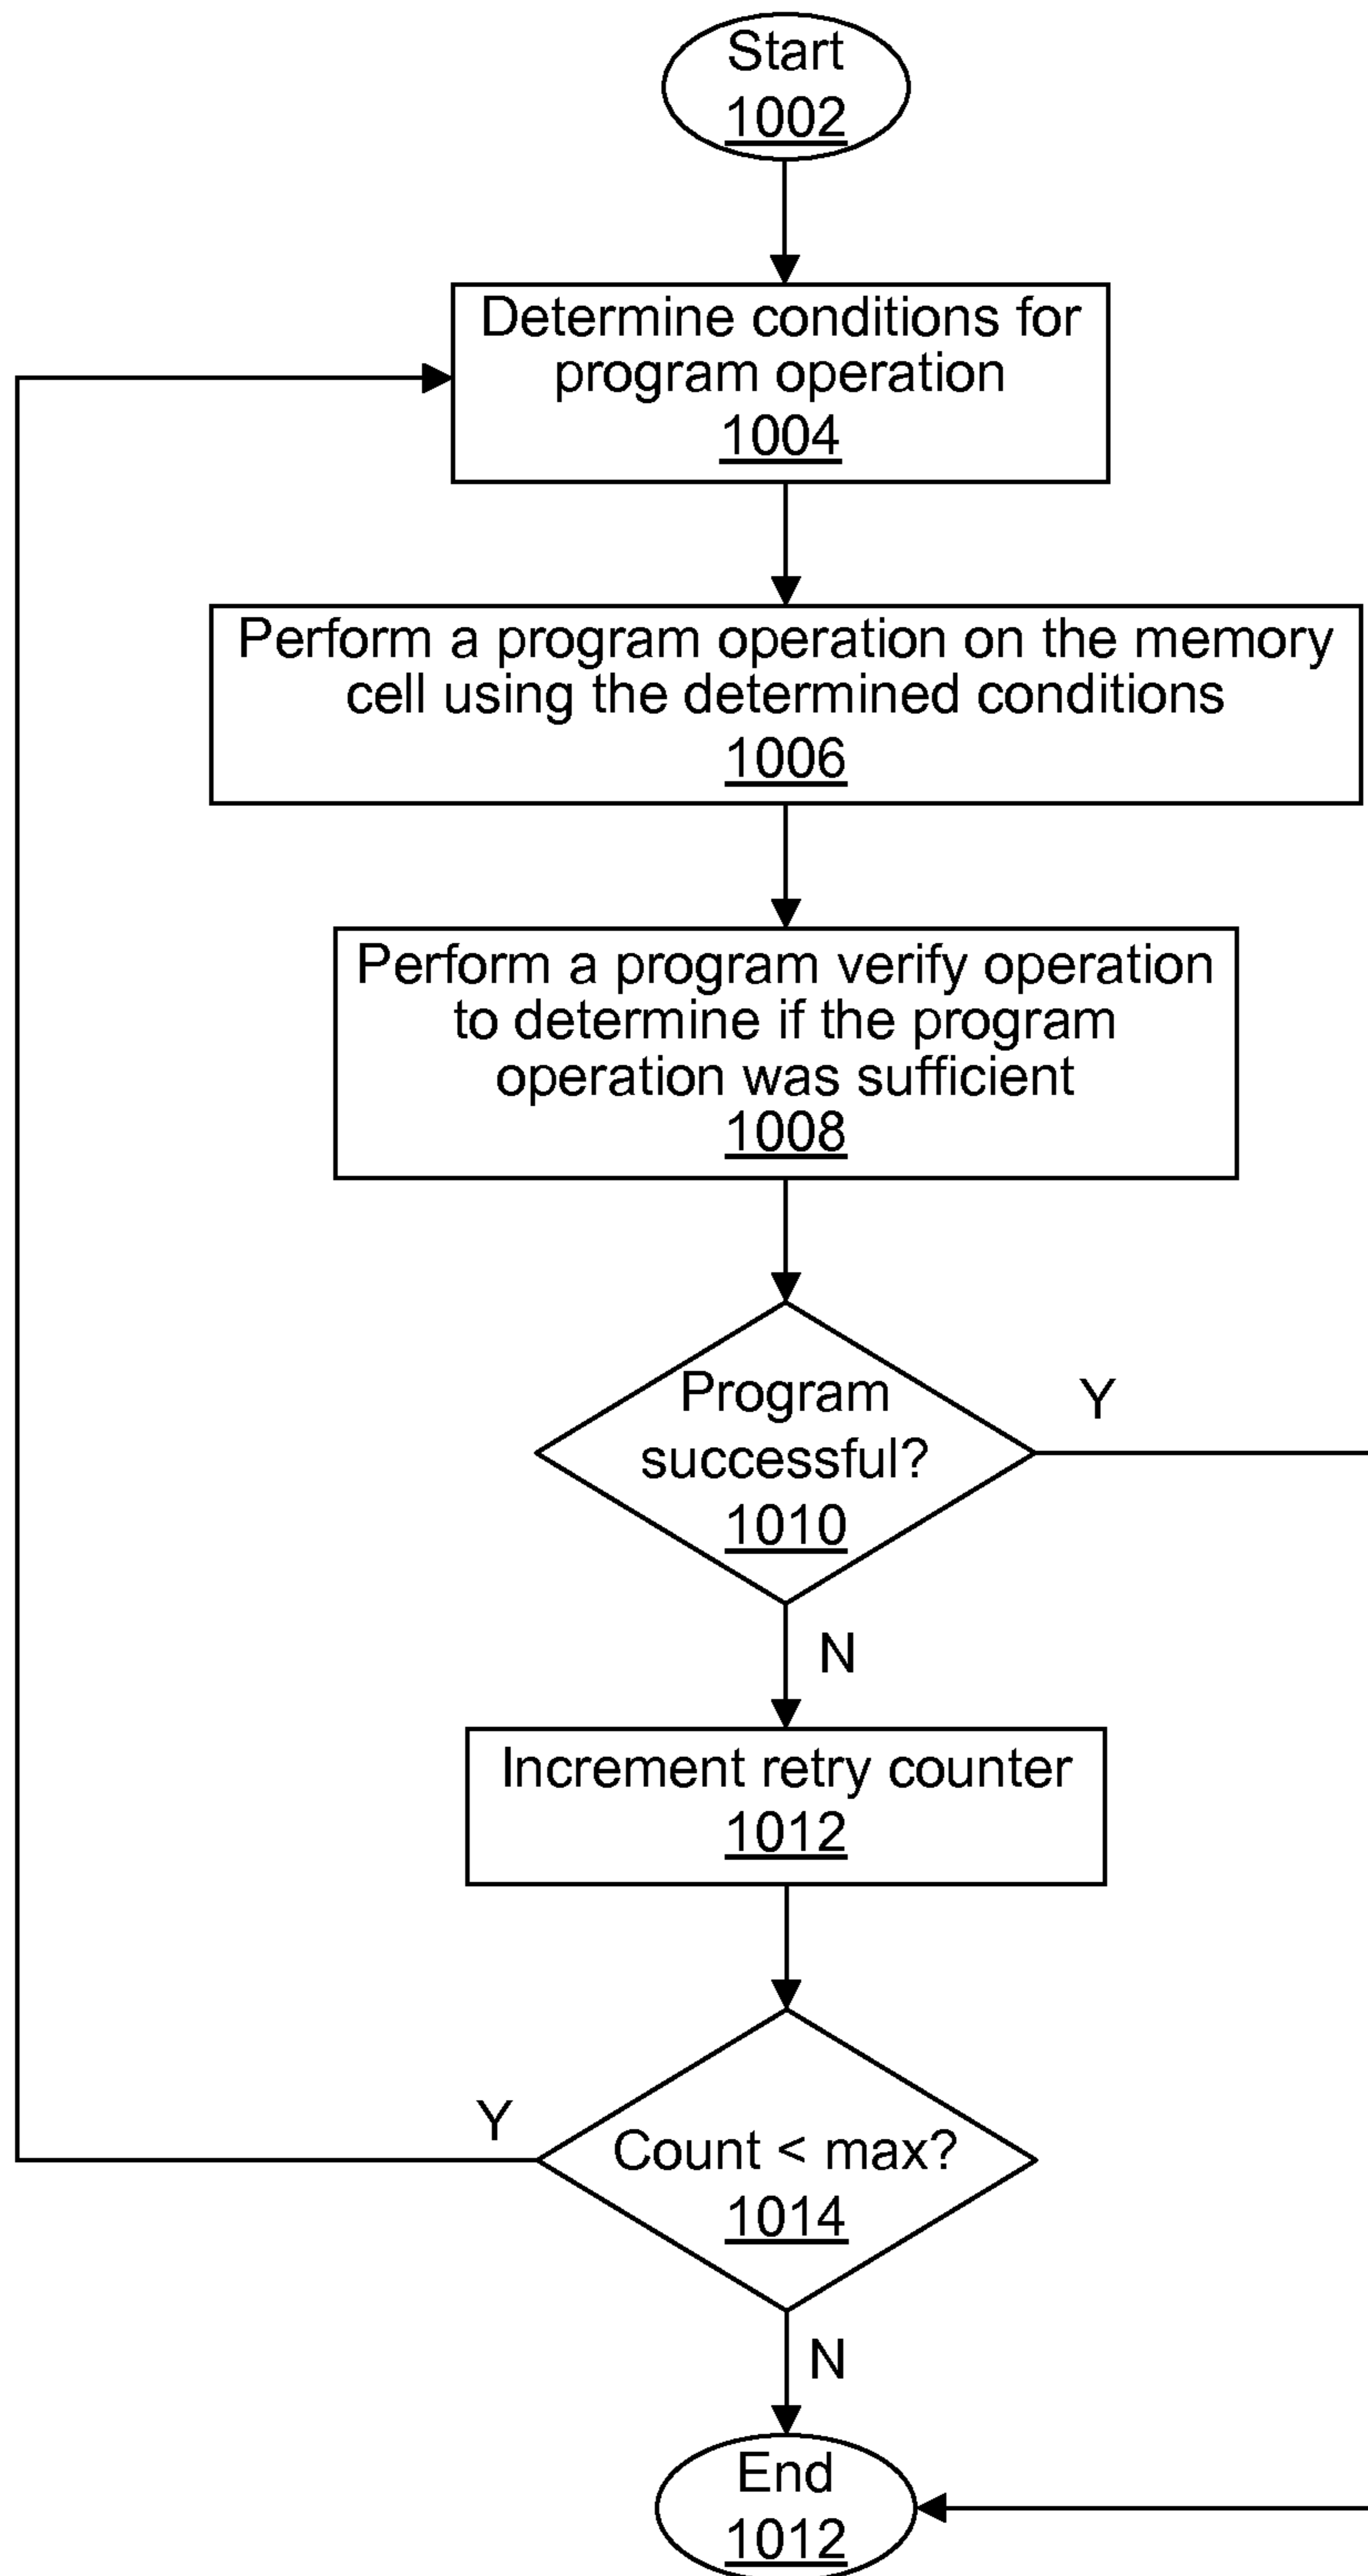 Start
1002
Determine conditions for
program operation
1004
Perform a program operation on the memory
cell using the determined conditions
1006
Perform a program verify operation
to determine if the program
operation was sufficient
1008
Program
successful?
1010
Y
N
Increment retry counter
1012
Y
Count < max?
1014
N
End
1012